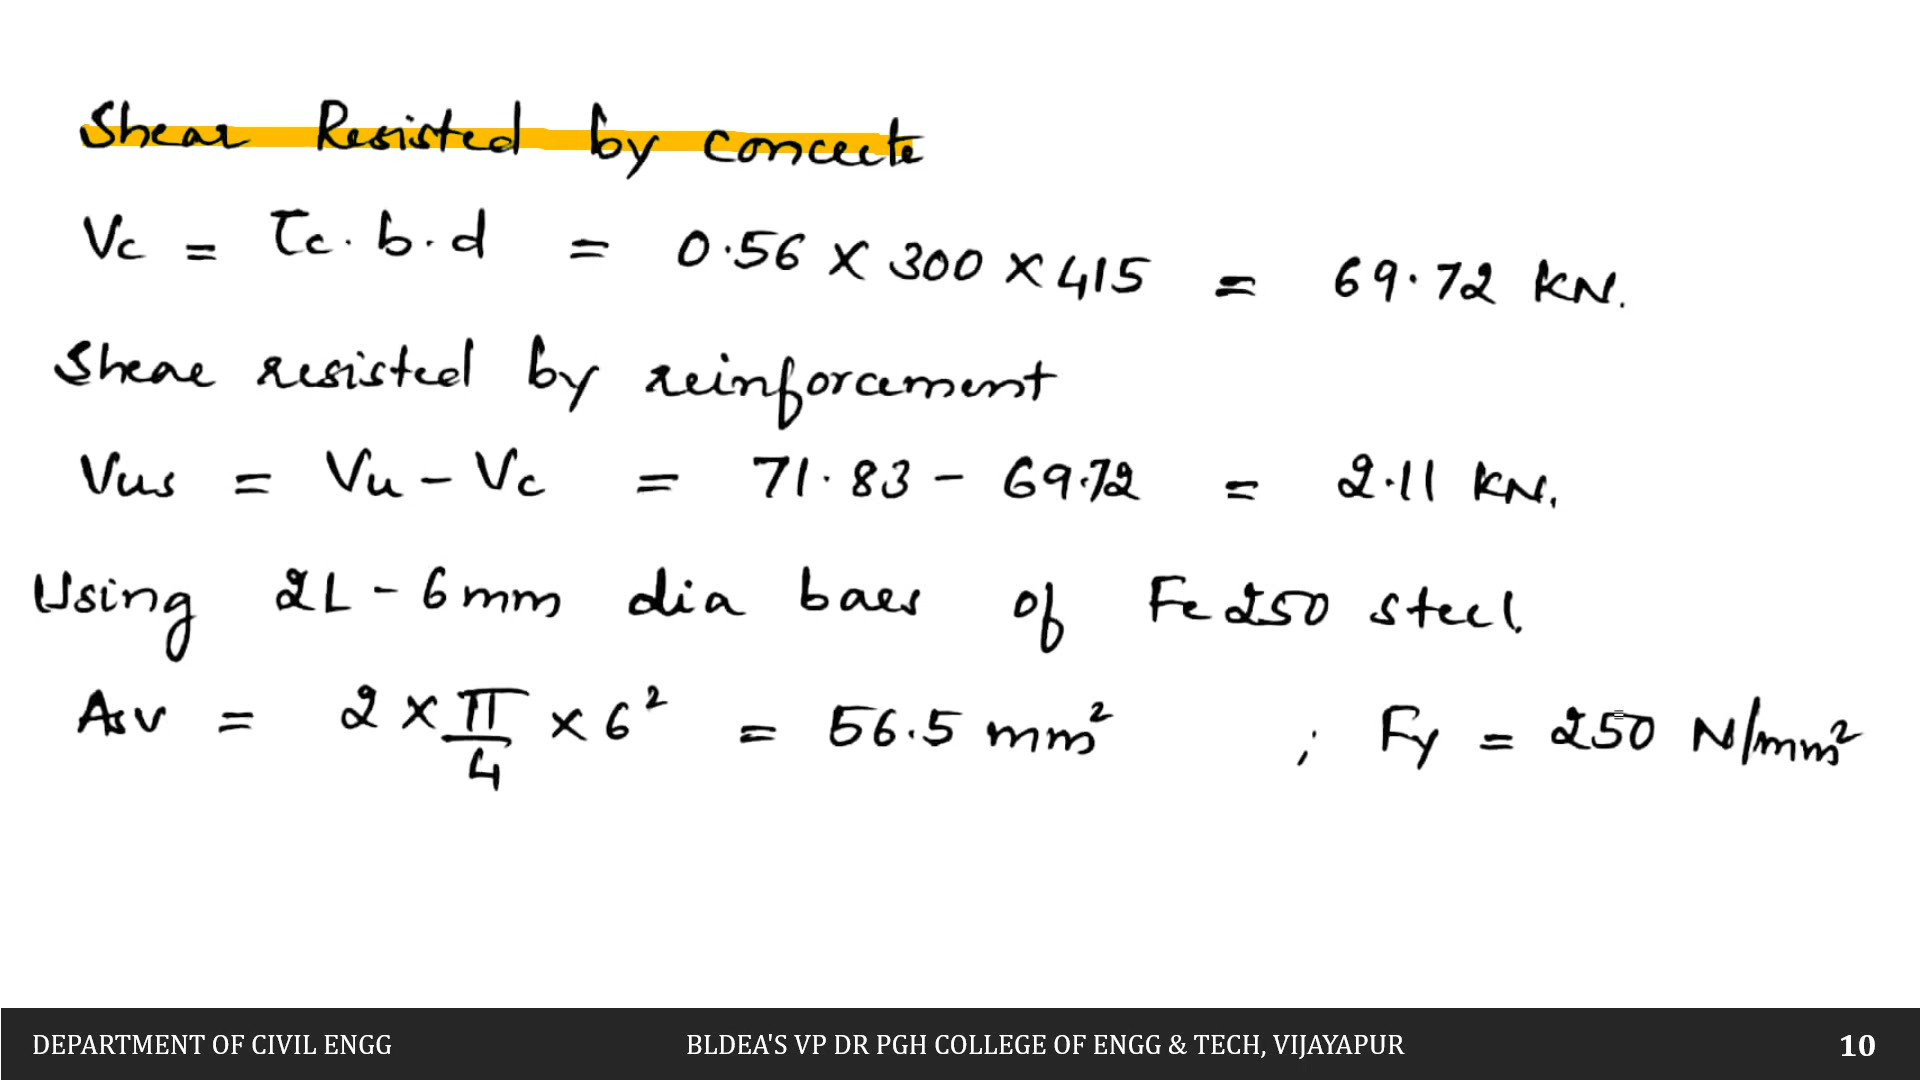 Shear Resisted by concrete
Vc = τc . b . d = 0.56 × 300 × 415 = 69.72 KN.
Shear resisted by reinforcement
Vus = Vu - Vc = 71.83 - 69.72 = 2.11 KN.
Using 2L - 6mm dia bars of Fe 250 steel.
Asv = 2 × π/4 × 6² = 56.5 mm² ; Fy = 250 N/mm²
DEPARTMENT OF CIVIL ENGG BLDEA'S VP DR PGH COLLEGE OF ENGG & TECH, VIJAYAPUR 10